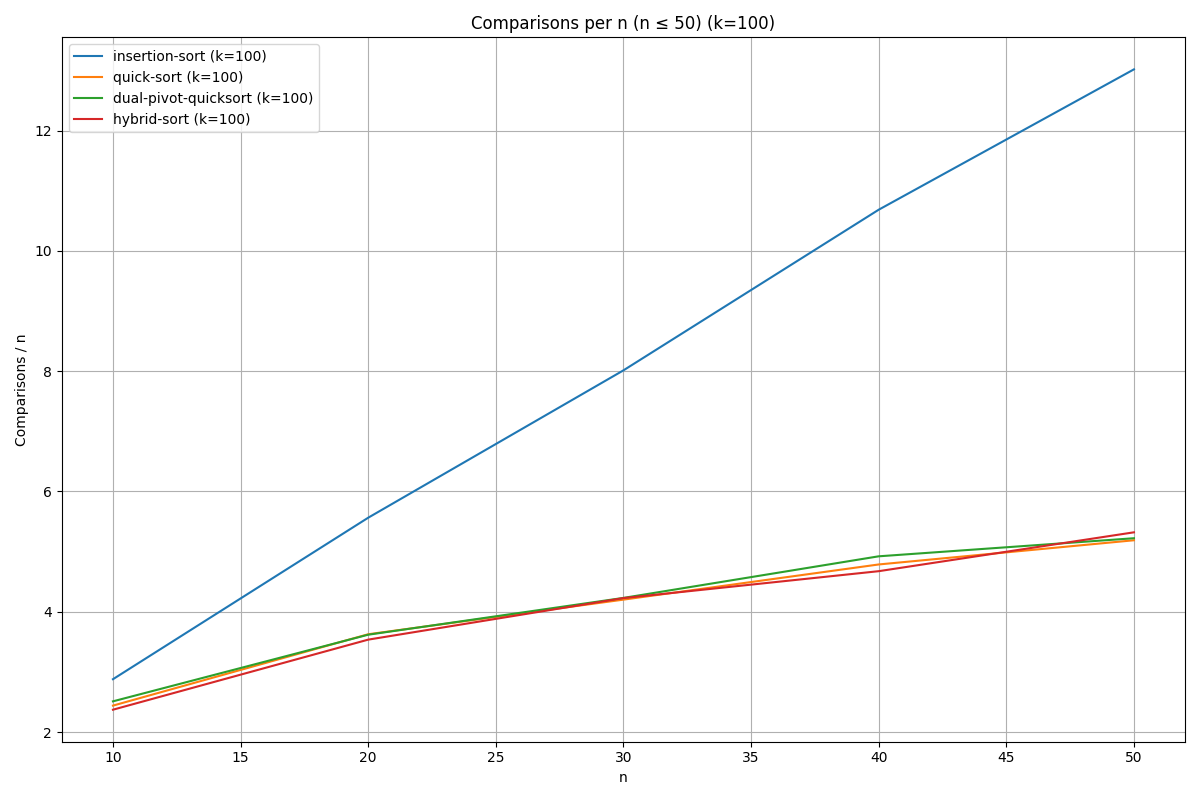 Comparisons per n (n ≤ 50) (k=100)
insertion-sort (k=100)
quick-sort (k=100)
dual-pivot-quicksort (k=100)
hybrid-sort (k=100)
Comparisons / n
12
10
8
6
4
2
10 15 20 25 30 35 40 45 50
n